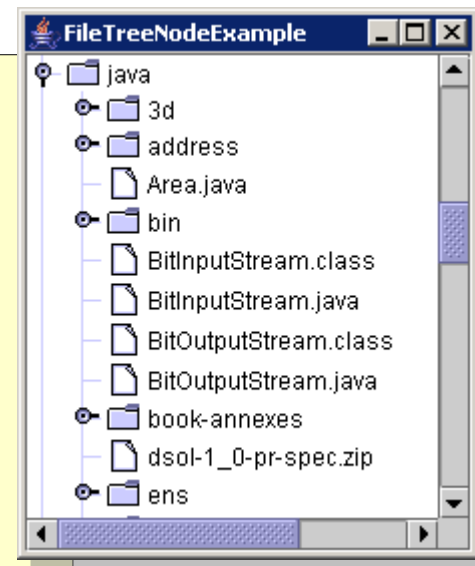 FileTreeNodeExample
java
3d
address
Area.java
bin
BitInputStream.class
BitInputStream.java
BitOutputStream.class
BitOutputStream.java
book-annexes
dsol-1_0-pr-spec.zip
ens